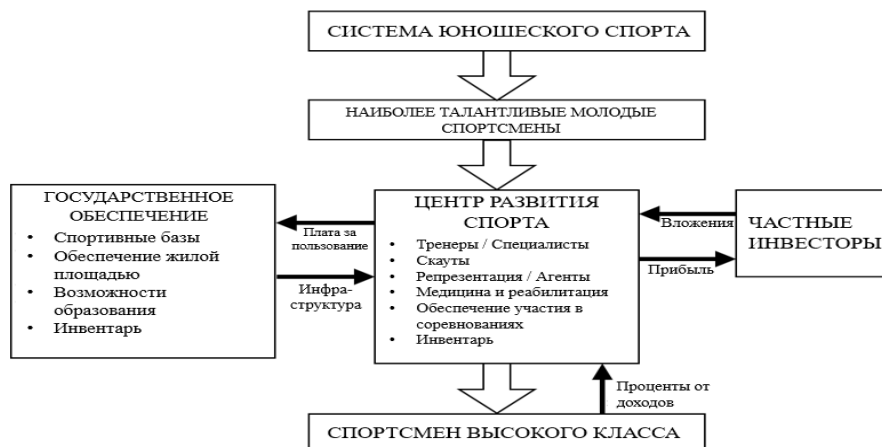 СИСТЕМА ЮНОШЕСКОГО СПОРТА
НАИБОЛЕЕ ТАЛАНТЛИВЫЕ МОЛОДЫЕ
СПОРТСМЕНЫ
ГОСУДАРСТВЕННОЕ
ОБЕСПЕЧЕНИЕ
• Спортивные базы
• Обеспечение жилой
площадью
• Возможности
образования
• Инвентарь
Плата за
пользование
Инфра-
структура
ЦЕНТР РАЗВИТИЯ
СПОРТА
• Тренеры / Специалисты
• Скауты
• Репрезентация / Агенты
• Медицина и реабилитация
• Обеспечение участия в
соревнованиях
• Инвентарь
Вложения
Прибыль
ЧАСТНЫЕ
ИНВЕСТОРЫ
Проценты от
доходов
СПОРТСМЕН ВЫСОКОГО КЛАССА